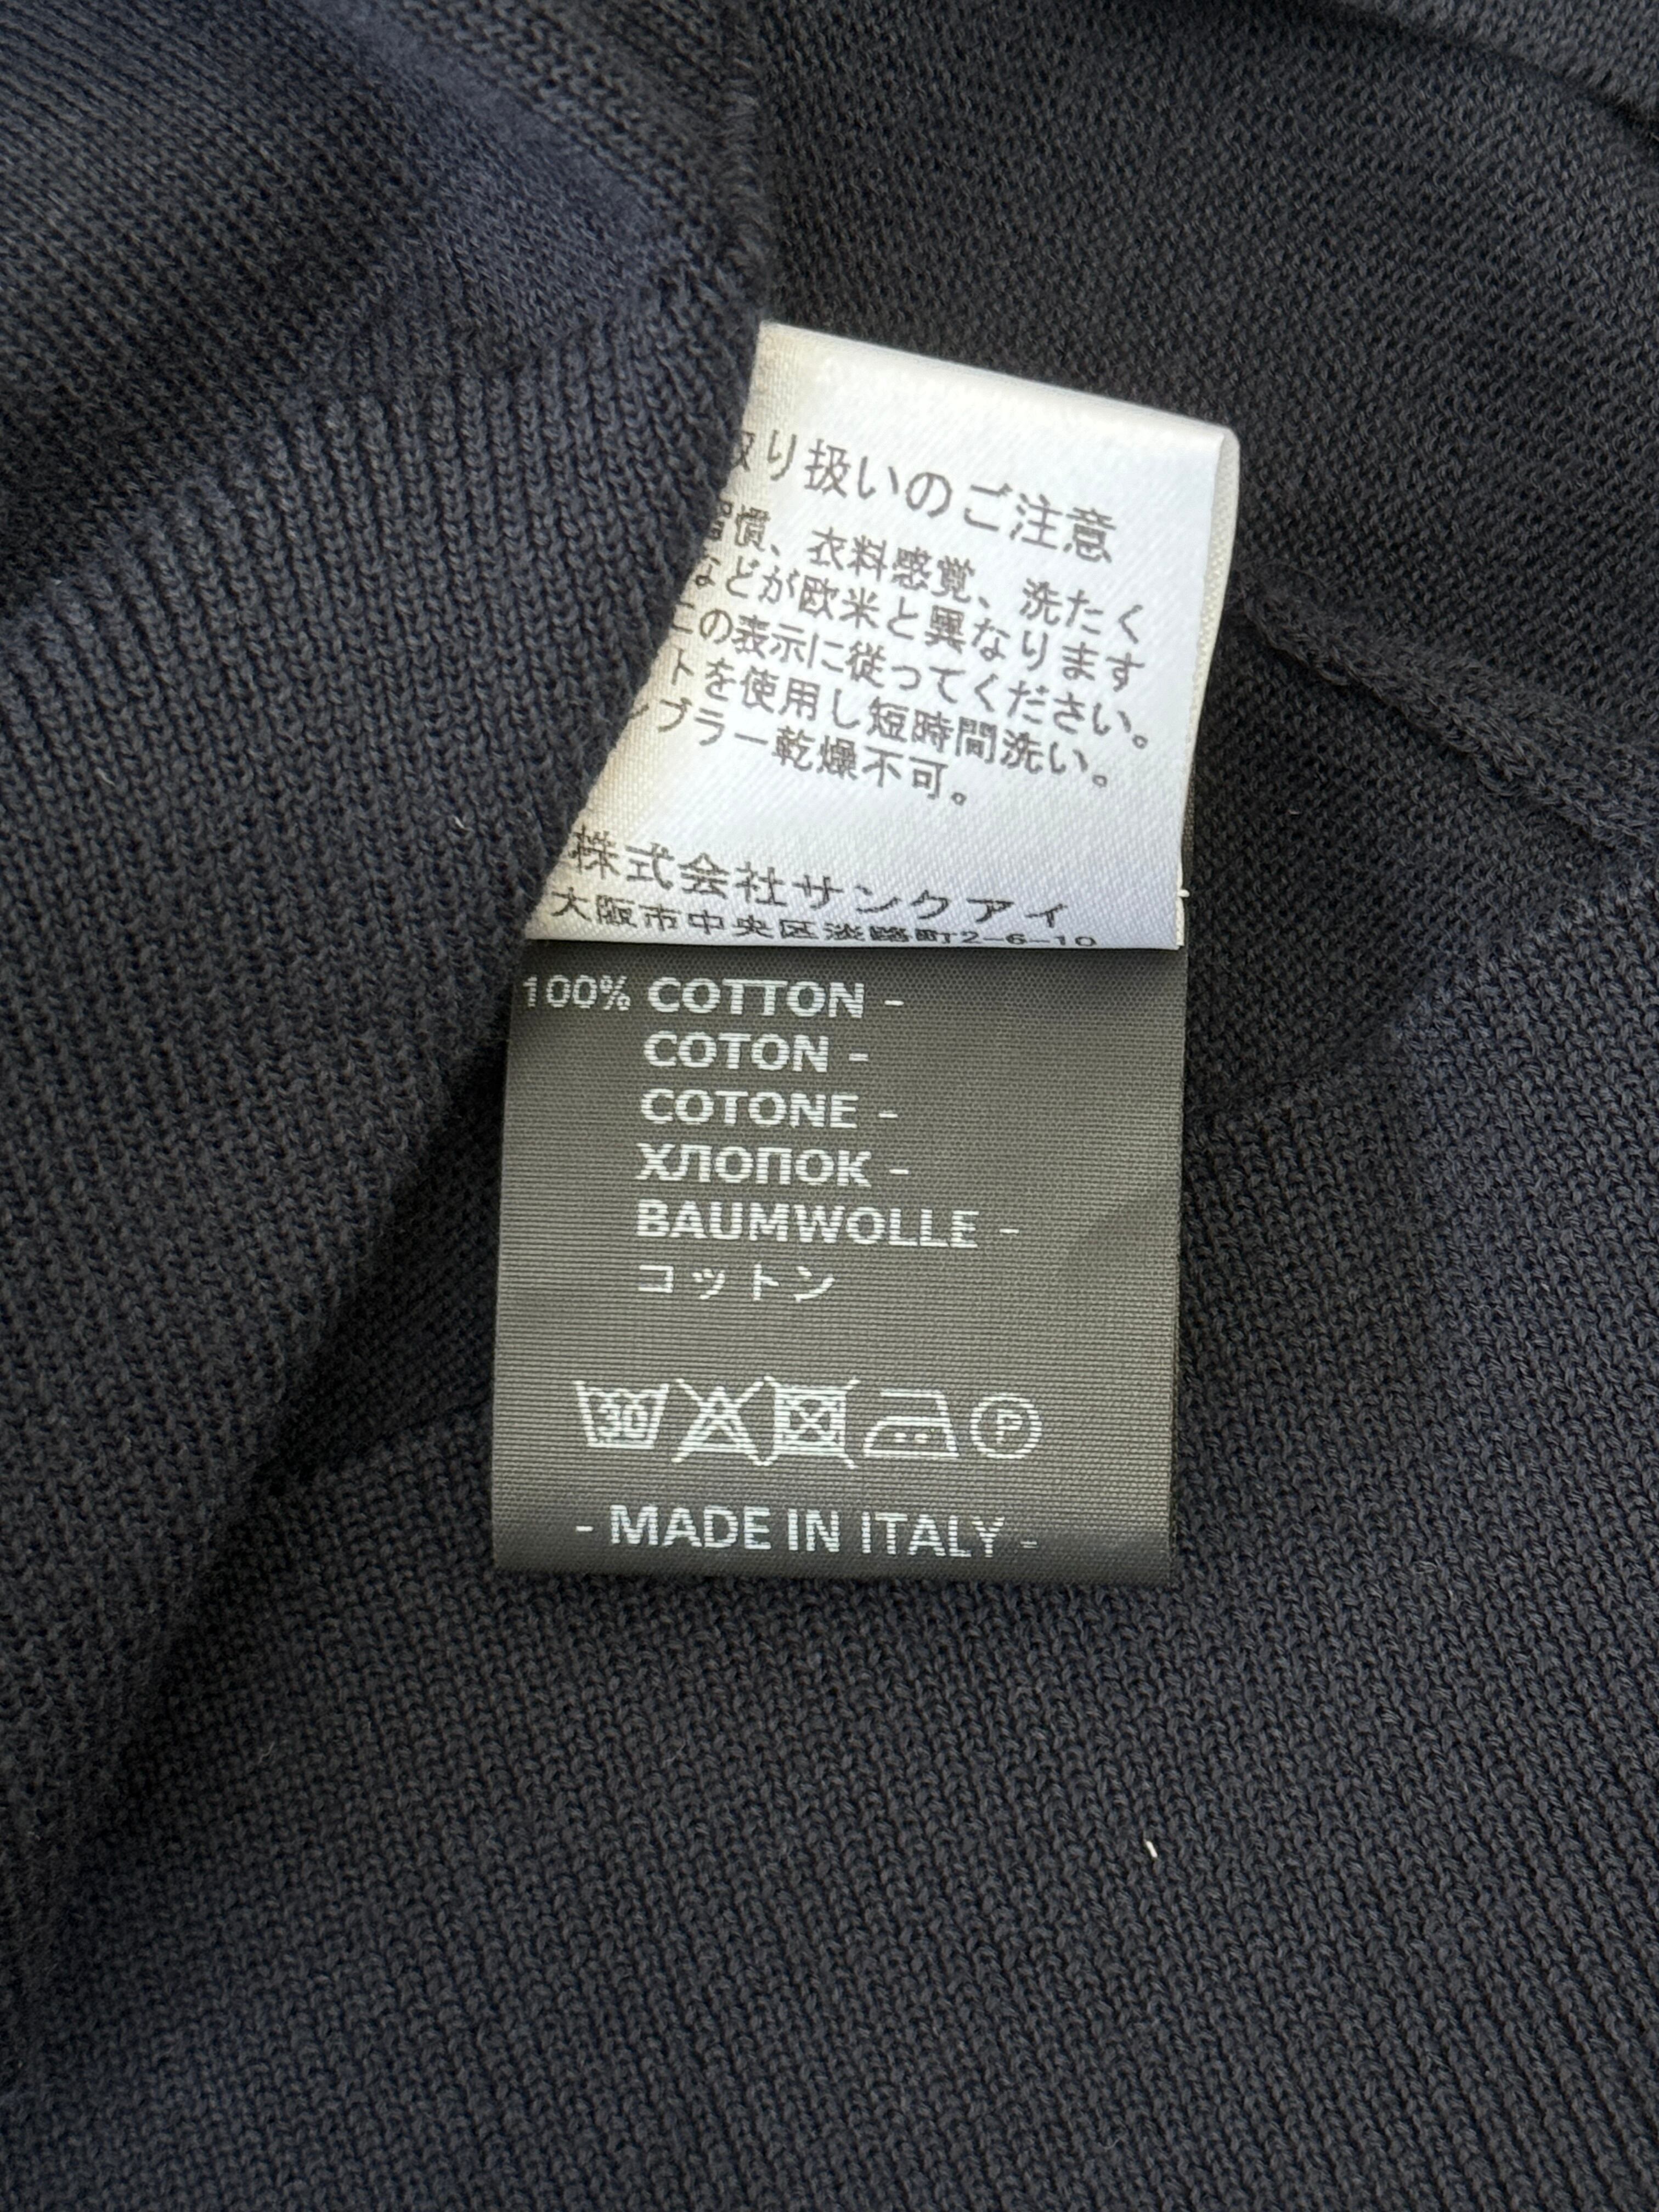 取り扱いのご注意
習慣、衣料感覚、洗たく
などが欧米と異なります
この表示に従ってください。
トを使用し短時間洗い。
ンブラー乾燥不可。
株式会社サンクアイ
大阪市中央区淡路町2-6-10
100% COTTON -
COTON -
COTONE -
ХЛОПОК -
BAUMWOLLE -
コットン
30 P
- MADE IN ITALY -